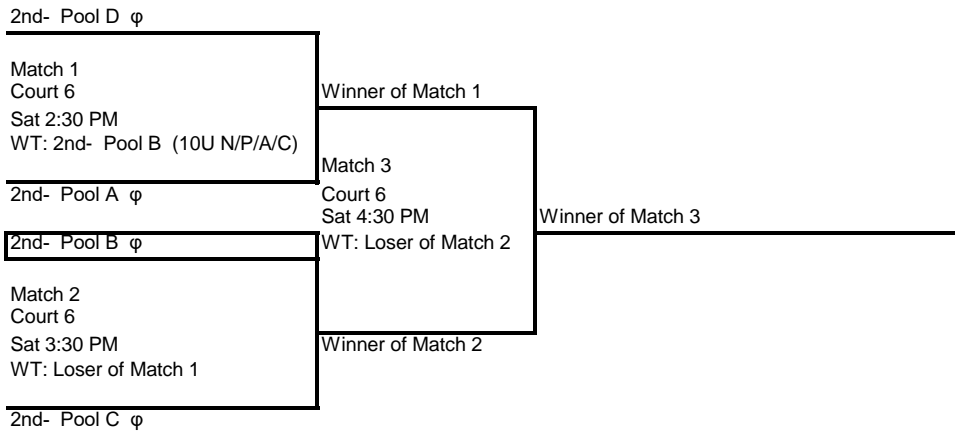 2nd- Pool D φ
Match 1
Court 6
Sat 2:30 PM
WT: 2nd- Pool B (10U N/P/A/C)
2nd- Pool A φ
Winner of Match 1
2nd- Pool B φ
Match 2
Court 6
Sat 3:30 PM
WT: Loser of Match 1
2nd- Pool C φ
Winner of Match 2
Match 3
Court 6
Sat 4:30 PM
WT: Loser of Match 2
Winner of Match 3